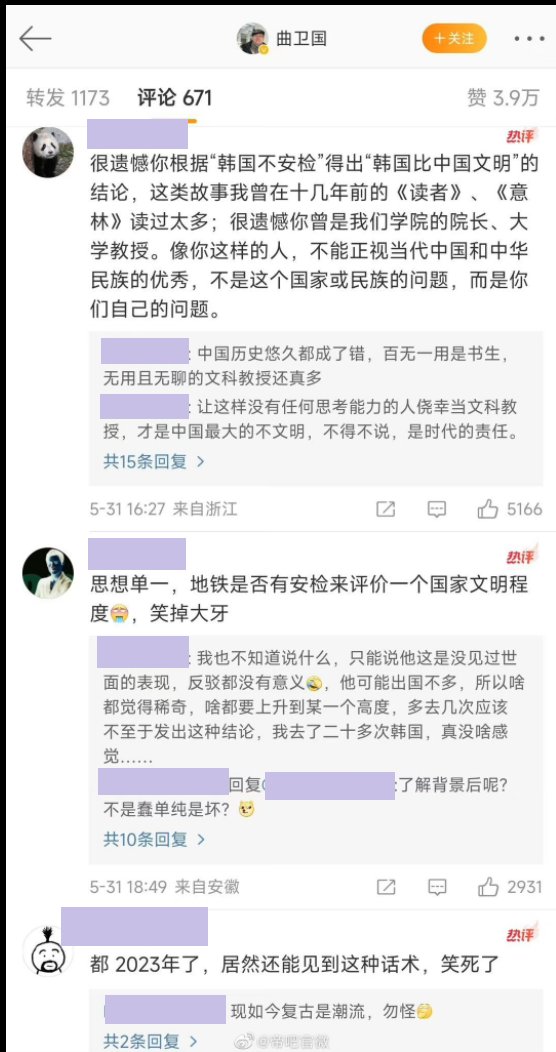 曲卫国
+关注
转发 1173 评论 671 赞 3.9万
热评
很遗憾你根据“韩国不安检”得出“韩国比中国文明”的
结论，这类故事我曾在十几年前的《读者》、《意
林》读过太多；很遗憾你曾是我们学院的院长、大
学教授。像你这样的人，不能正视当代中国和中华
民族的优秀，不是这个国家或民族的问题，而是你
们自己的问题。
: 中国历史悠久都成了错，百无一用是书生，
无用且无聊的文科教授还真多
: 让这样没有任何思考能力的人侥幸当文科教
授，才是中国最大的不文明，不得不说，是时代的责任。
共15条回复 >
5-31 16:27 来自浙江 5166
热评
思想单一，地铁是否有安检来评价一个国家文明程
度😭，笑掉大牙
: 我也不知道说什么，只能说他这是没见过世
面的表现，反驳都没有意义🤣，他可能出国不多，所以啥
都觉得稀奇，啥都要上升到某一个高度，多去几次应该
不至于发出这种结论，我去了二十多次韩国，真没啥感
觉……
回复 :了解背景后呢？
不是蠢单纯是坏？
共10条回复 >
5-31 18:49 来自安徽 2931
热评
都 2023年了，居然还能见到这种话术，笑死了
现如今复古是潮流，勿怪🤭
共2条回复 >
@帝吧官微